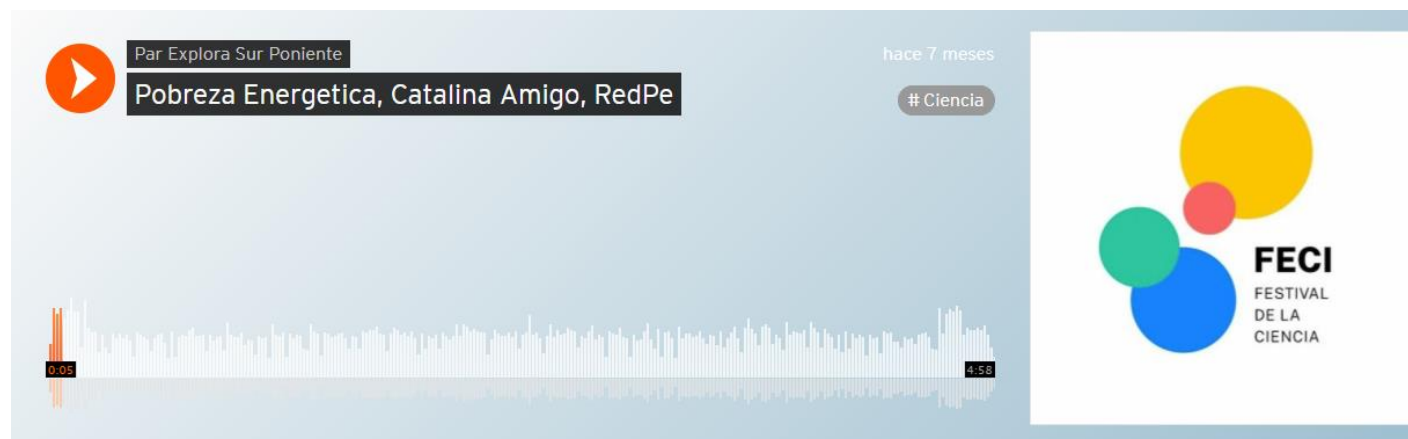 Par Explora Sur Poniente
hace 7 meses
Pobreza Energetica, Catalina Amigo, RedPe
# Ciencia
FECI
FESTIVAL
DE LA
CIENCIA
0:05
4:58